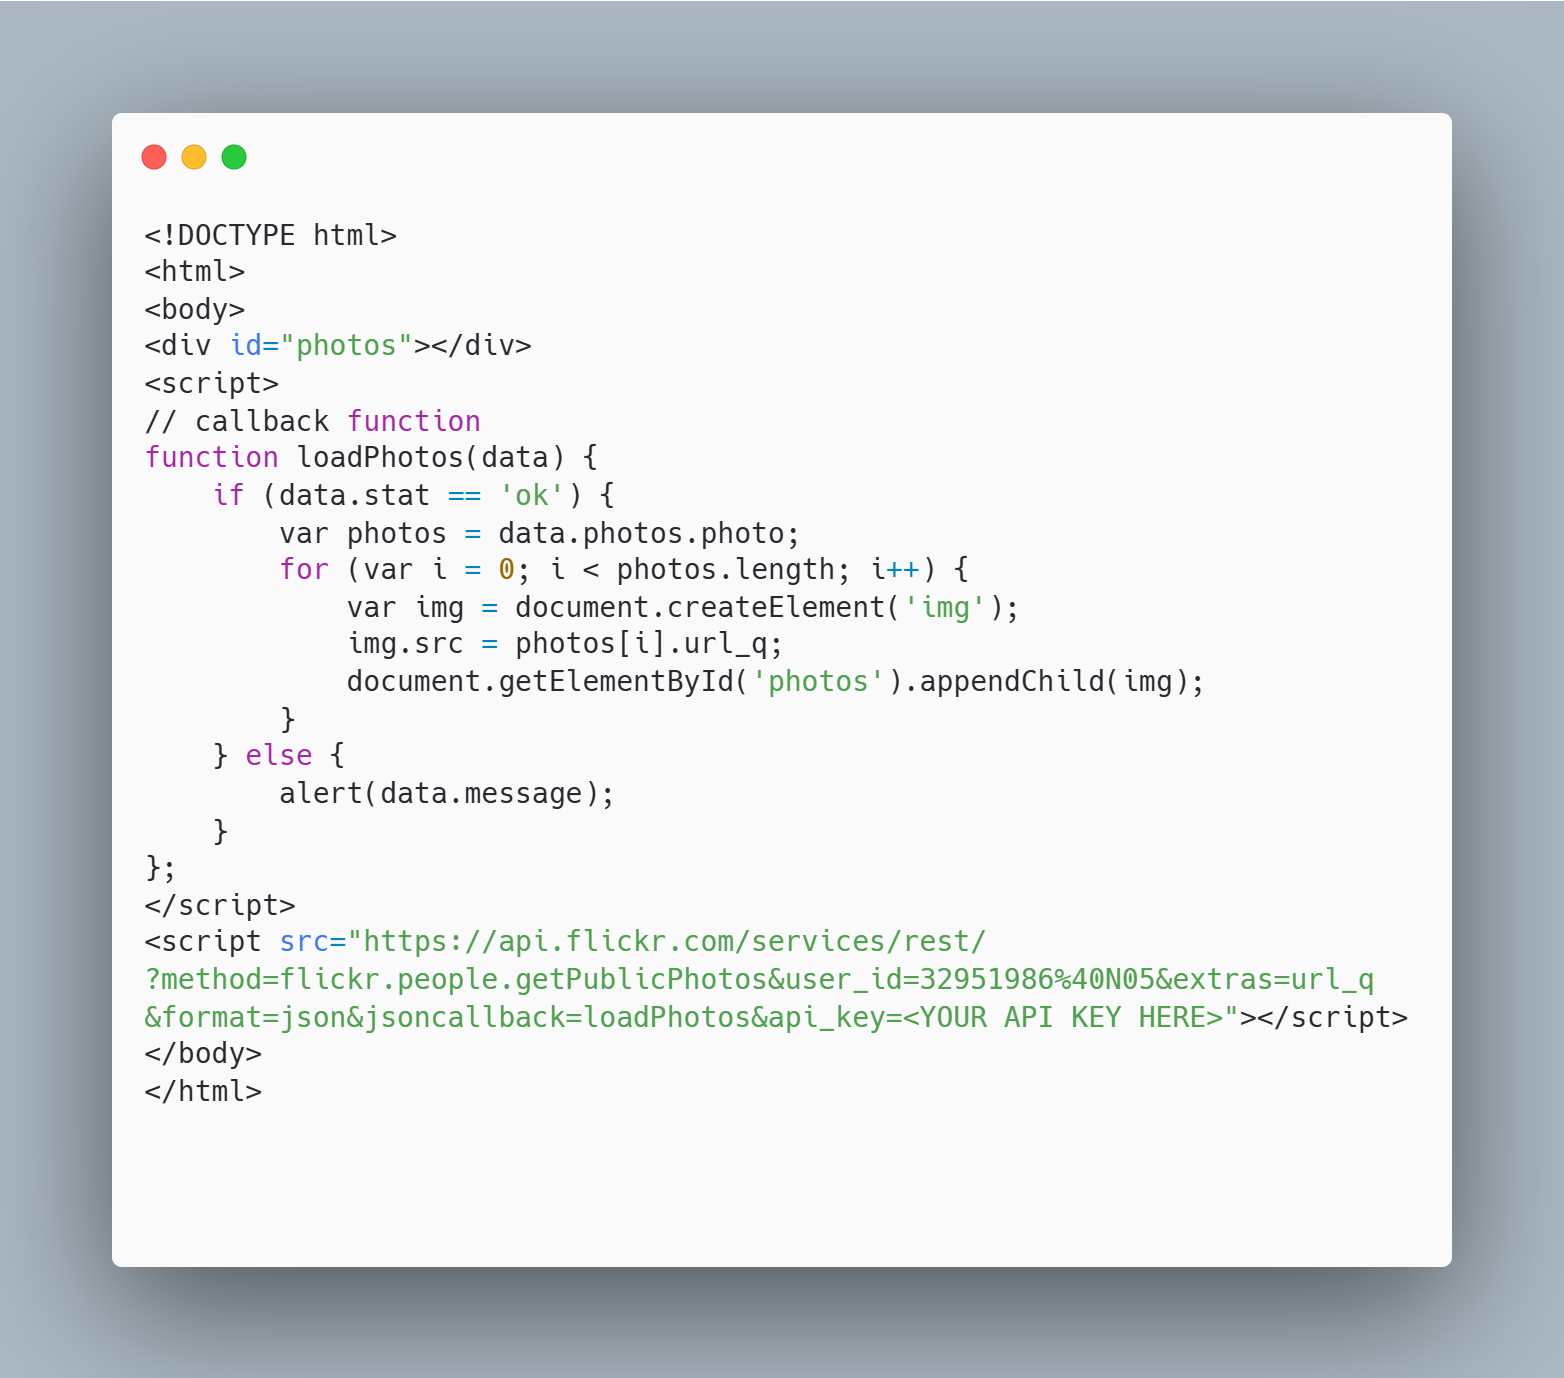 <!DOCTYPE html>
<html>
<body>
<div id="photos"></div>
<script>
// callback function
function loadPhotos(data) {
    if (data.stat == 'ok') {
        var photos = data.photos.photo;
        for (var i = 0; i < photos.length; i++) {
            var img = document.createElement('img');
            img.src = photos[i].url_q;
            document.getElementById('photos').appendChild(img);
        }
    } else {
        alert(data.message);
    }
};
</script>
<script src="https://api.flickr.com/services/rest/
?method=flickr.people.getPublicPhotos&user_id=32951986%40N05&extras=url_q
&format=json&jsoncallback=loadPhotos&api_key=<YOUR API KEY HERE>"></script>
</body>
</html>